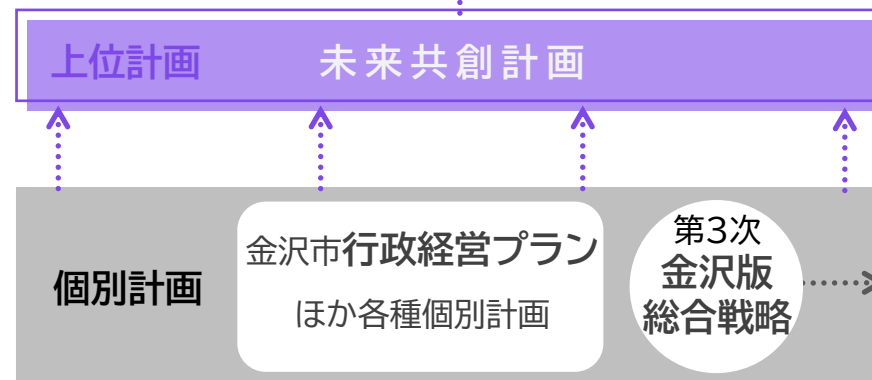 上位計画
未来共創計画
個別計画
金沢市行政経営プラン
ほか各種個別計画
第3次
金沢版
総合戦略